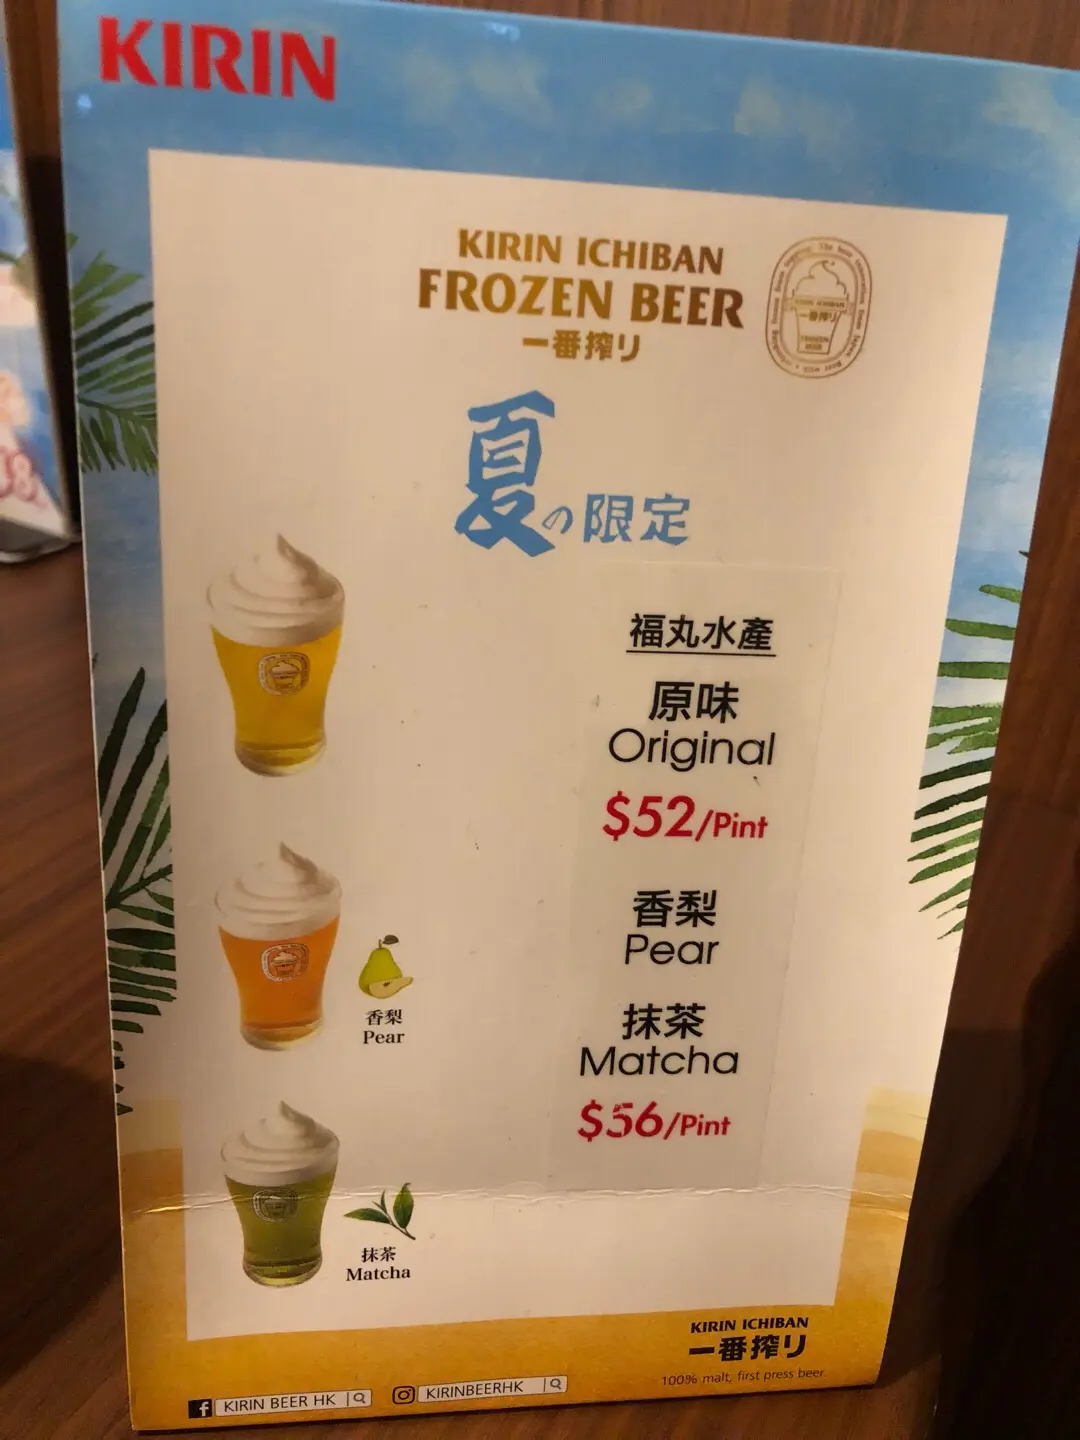 KIRIN
KIRIN ICHIBAN
FROZEN BEER
一番搾り
夏の限定
福丸水產
原味
Original
$52/Pint
香梨
Pear
抹茶
Matcha
$56/Pint
香梨
Pear
抹茶
Matcha
KIRIN ICHIBAN
一番搾り
100% malt, first press beer
KIRIN BEER HK
KIRINBEERHK